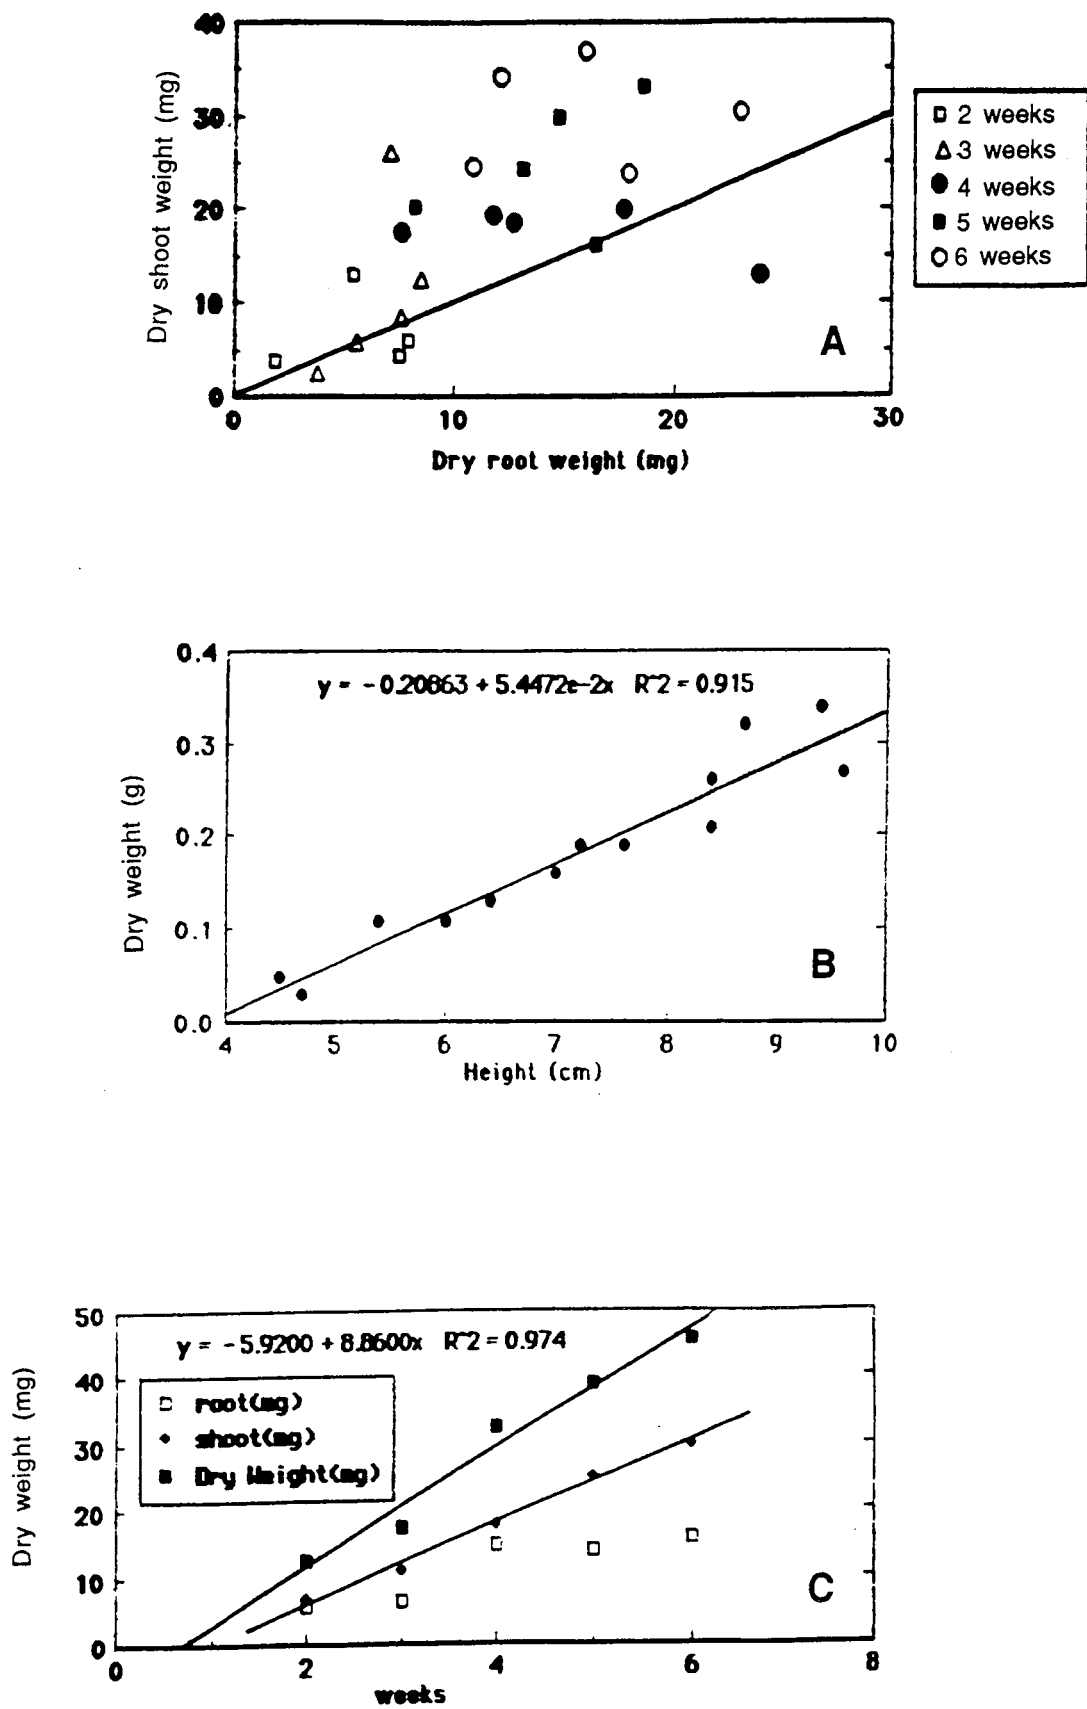 40
30
20
10
0
Dry shoot weight (mg)
0 10 20 30
Dry root weight (mg)
2 weeks
3 weeks
4 weeks
5 weeks
6 weeks
A
0.4
0.3
0.2
0.1
0.0
Dry weight (g)
y = -0.20863 + 5.4472e-2x R^2 = 0.915
B
4 5 6 7 8 9 10
Height (cm)
50
40
30
20
10
0
Dry weight (mg)
y = -5.9200 + 8.8600x R^2 = 0.974
root(mg)
shoot(mg)
Dry Weight(mg)
C
0 2 4 6 8
weeks